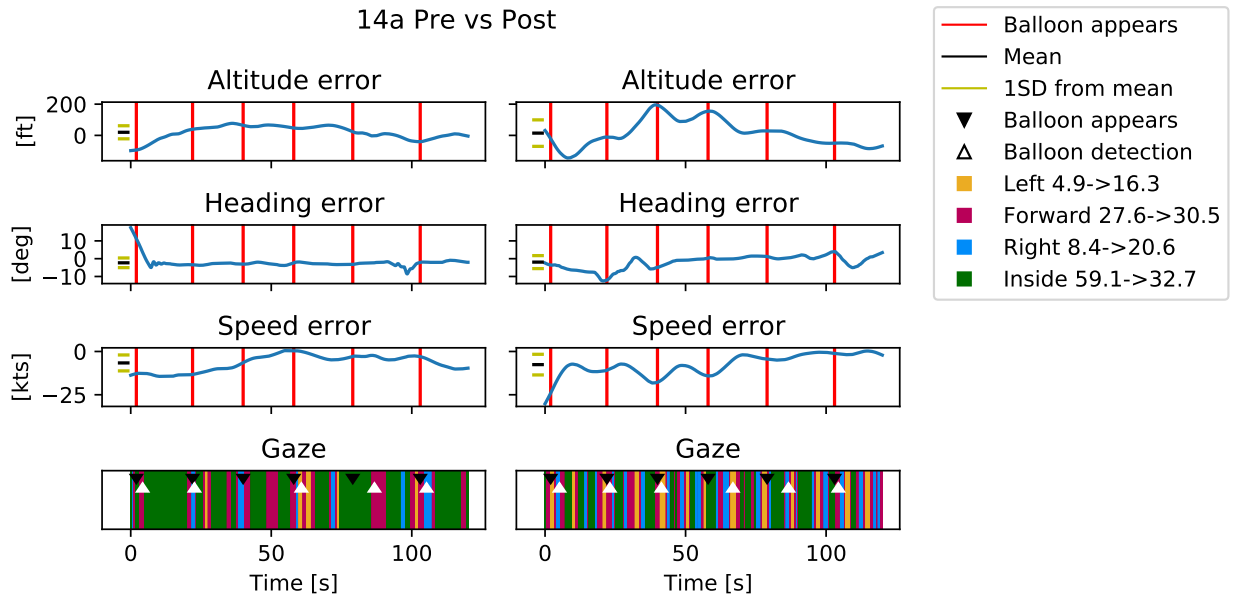 14a Pre vs Post
Altitude error
Altitude error
200
0
[ft]
Heading error
Heading error
10
0
−10
[deg]
Speed error
Speed error
0
−25
[kts]
Gaze
Gaze
0 50 100
0 50 100
Time [s]
Time [s]
Balloon appears
Mean
1SD from mean
Balloon appears
Balloon detection
Left 4.9->16.3
Forward 27.6->30.5
Right 8.4->20.6
Inside 59.1->32.7